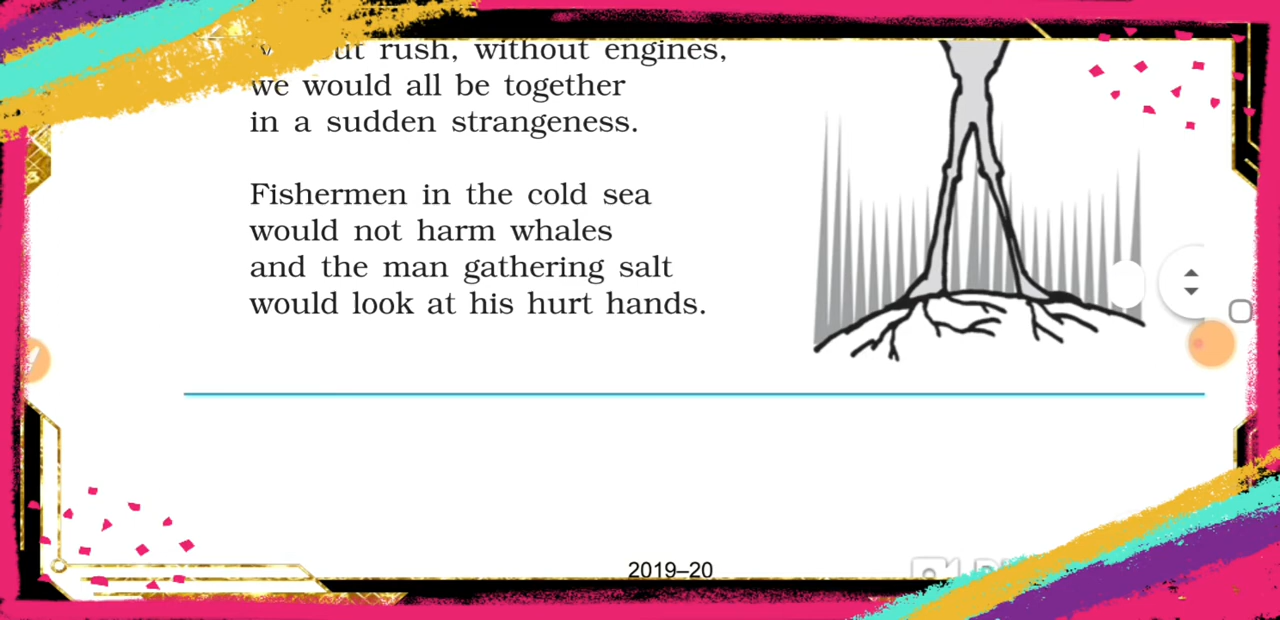 rush, without engines,
we would all be together
in a sudden strangeness.
Fishermen in the cold sea
would not harm whales
and the man gathering salt
would look at his hurt hands.
2019–20